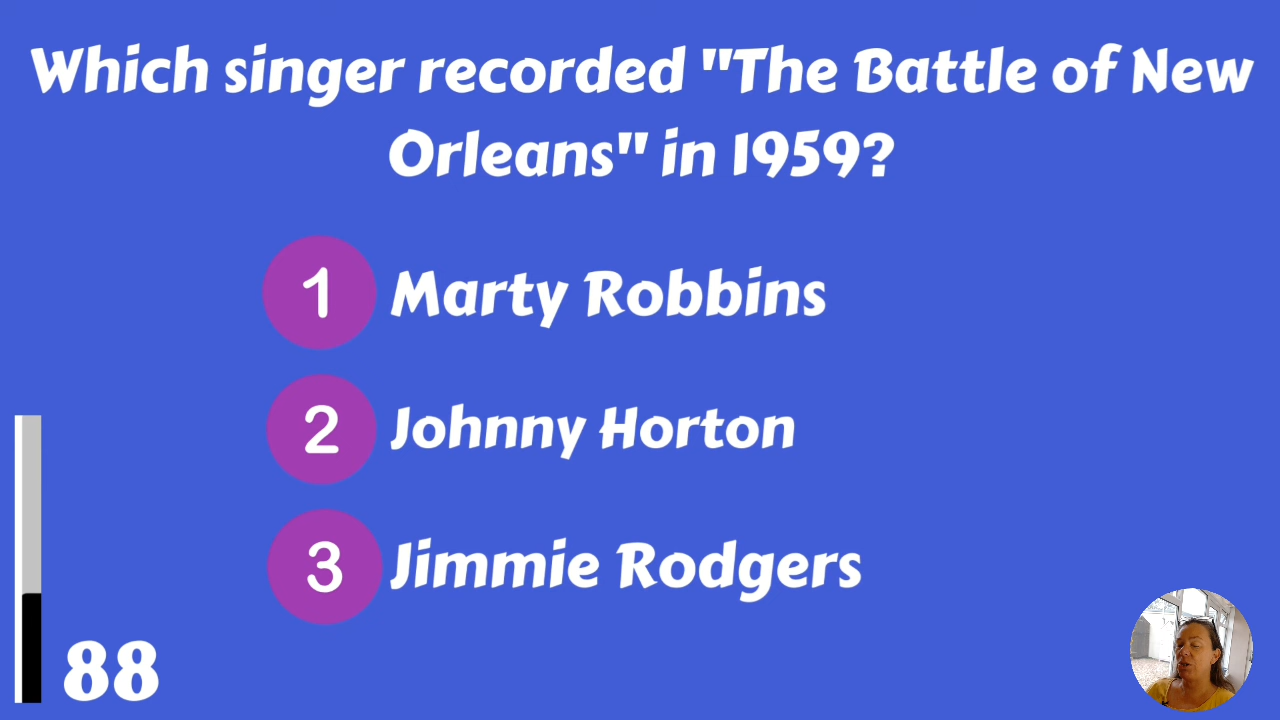 Which singer recorded "The Battle of New
Orleans" in 1959?
1 Marty Robbins
2 Johnny Horton
3 Jimmie Rodgers
88